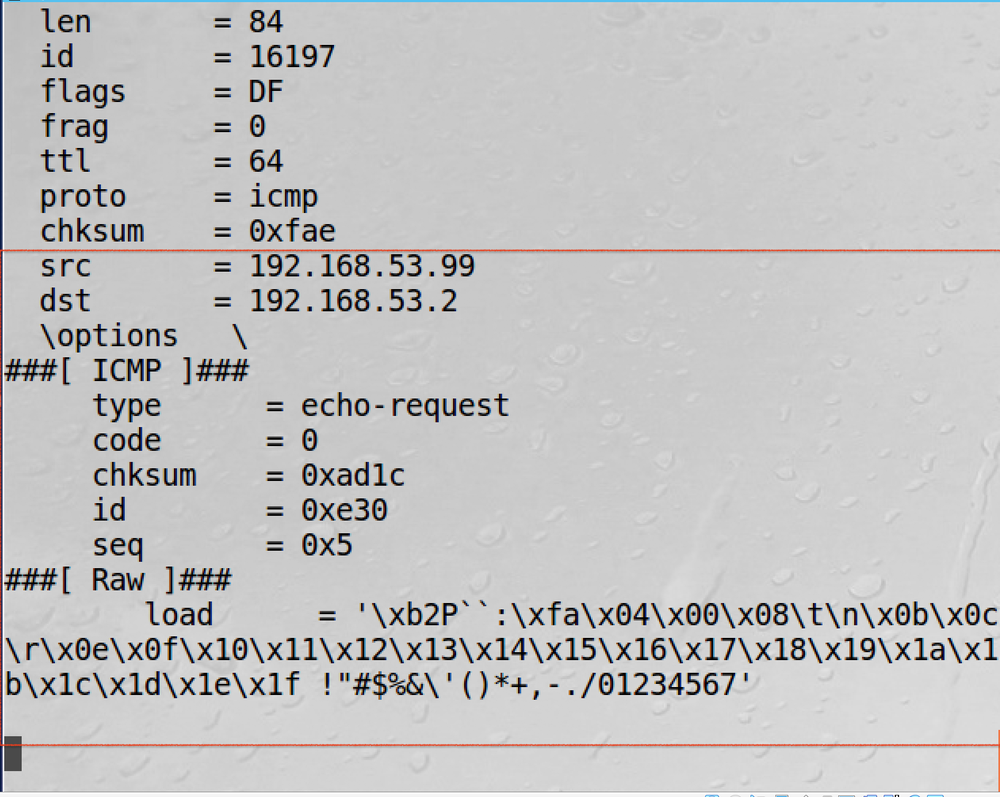 len = 84
id = 16197
flags = DF
frag = 0
ttl = 64
proto = icmp
chksum = 0xfae
src = 192.168.53.99
dst = 192.168.53.2
\options \
###[ ICMP ]###
type = echo-request
code = 0
chksum = 0xad1c
id = 0xe30
seq = 0x5
###[ Raw ]###
load = '\xb2P``:\xfa\x04\x00\x08\t\n\x0b\x0c
\r\x0e\x0f\x10\x11\x12\x13\x14\x15\x16\x17\x18\x19\x1a\x1
b\x1c\x1d\x1e\x1f !"#$%&\'()*+,-./01234567'